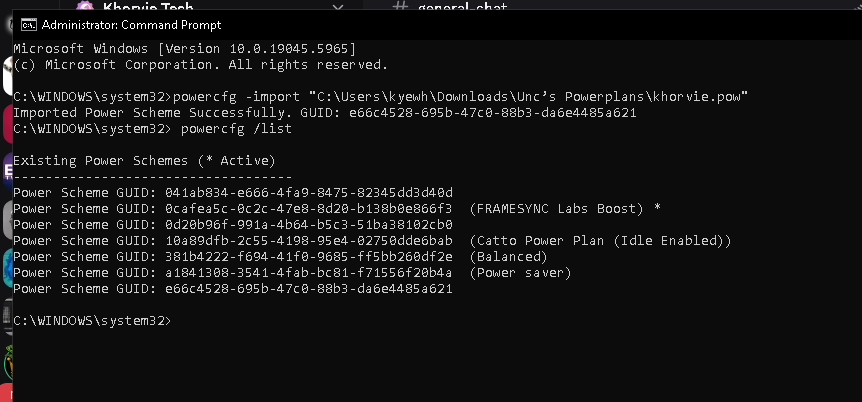 Khorvie Tech
general-chat
Administrator: Command Prompt
Microsoft Windows [Version 10.0.19045.5965]
(c) Microsoft Corporation. All rights reserved.
C:\WINDOWS\system32>powercfg -import "C:\Users\kyewh\Downloads\Unc’s Powerplans\khorvie.pow"
Imported Power Scheme Successfully. GUID: e66c4528-695b-47c0-88b3-da6e4485a621
C:\WINDOWS\system32> powercfg /list
Existing Power Schemes (* Active)
-----------------------------------
Power Scheme GUID: 041ab834-e666-4fa9-8475-82345dd3d40d
Power Scheme GUID: 0cafea5c-0c2c-47e8-8d20-b138b0e866f3  (FRAMESYNC Labs Boost) *
Power Scheme GUID: 0d20b96f-991a-4b64-b5c3-51ba38102cb0
Power Scheme GUID: 10a89dfb-2c55-4198-95e4-02750dde6bab  (Catto Power Plan (Idle Enabled))
Power Scheme GUID: 381b4222-f694-41f0-9685-ff5bb260df2e  (Balanced)
Power Scheme GUID: a1841308-3541-4fab-bc81-f71556f20b4a  (Power saver)
Power Scheme GUID: e66c4528-695b-47c0-88b3-da6e4485a621
C:\WINDOWS\system32>